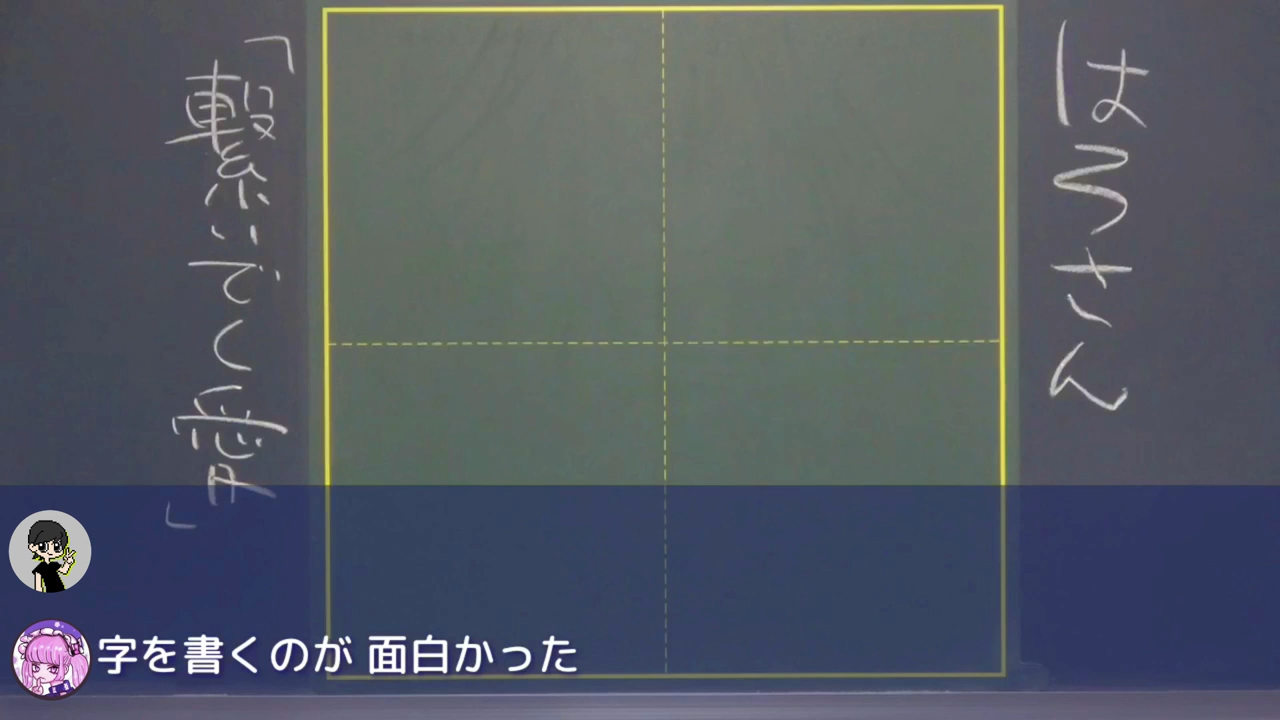 はろさん
「繋いでく愛」
字を書くのが 面白かった